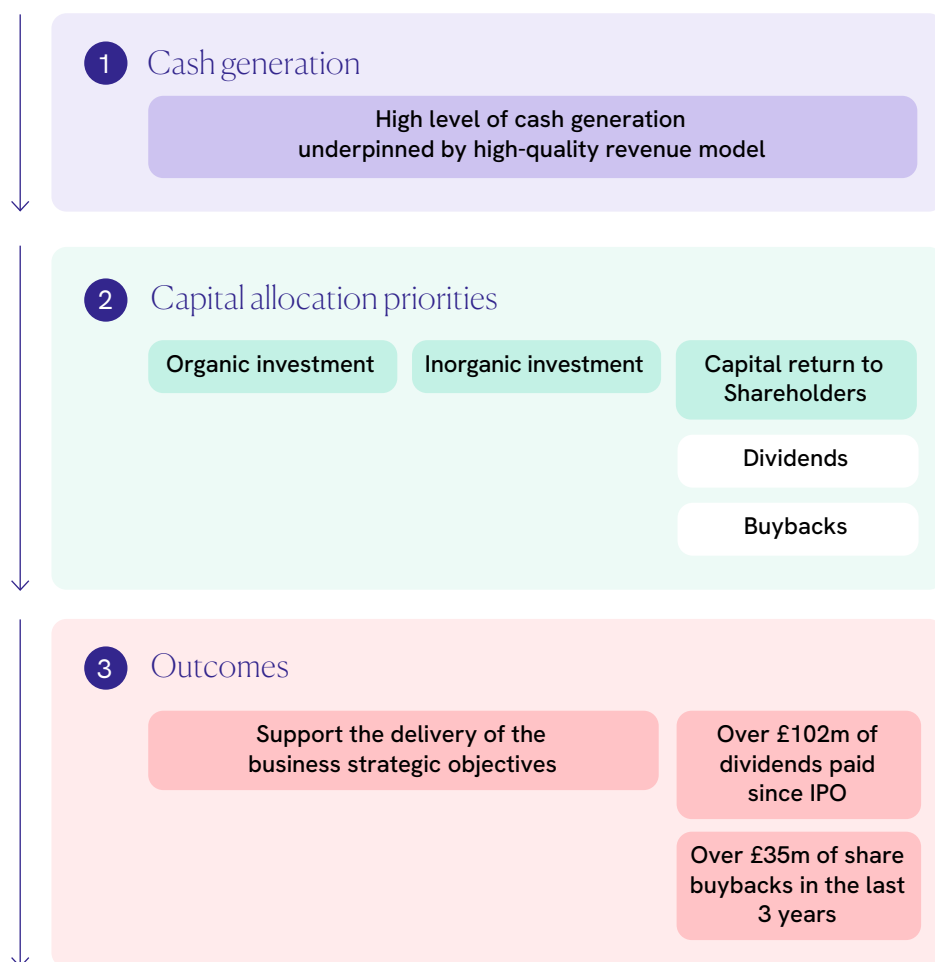 1
Cash generation
High level of cash generation
underpinned by high-quality revenue model
2
Capital allocation priorities
Organic investment
Inorganic investment
Capital return to
Shareholders
Dividends
Buybacks
3
Outcomes
Support the delivery of the
business strategic objectives
Over £102m of
dividends paid
since IPO
Over £35m of share
buybacks in the last
3 years